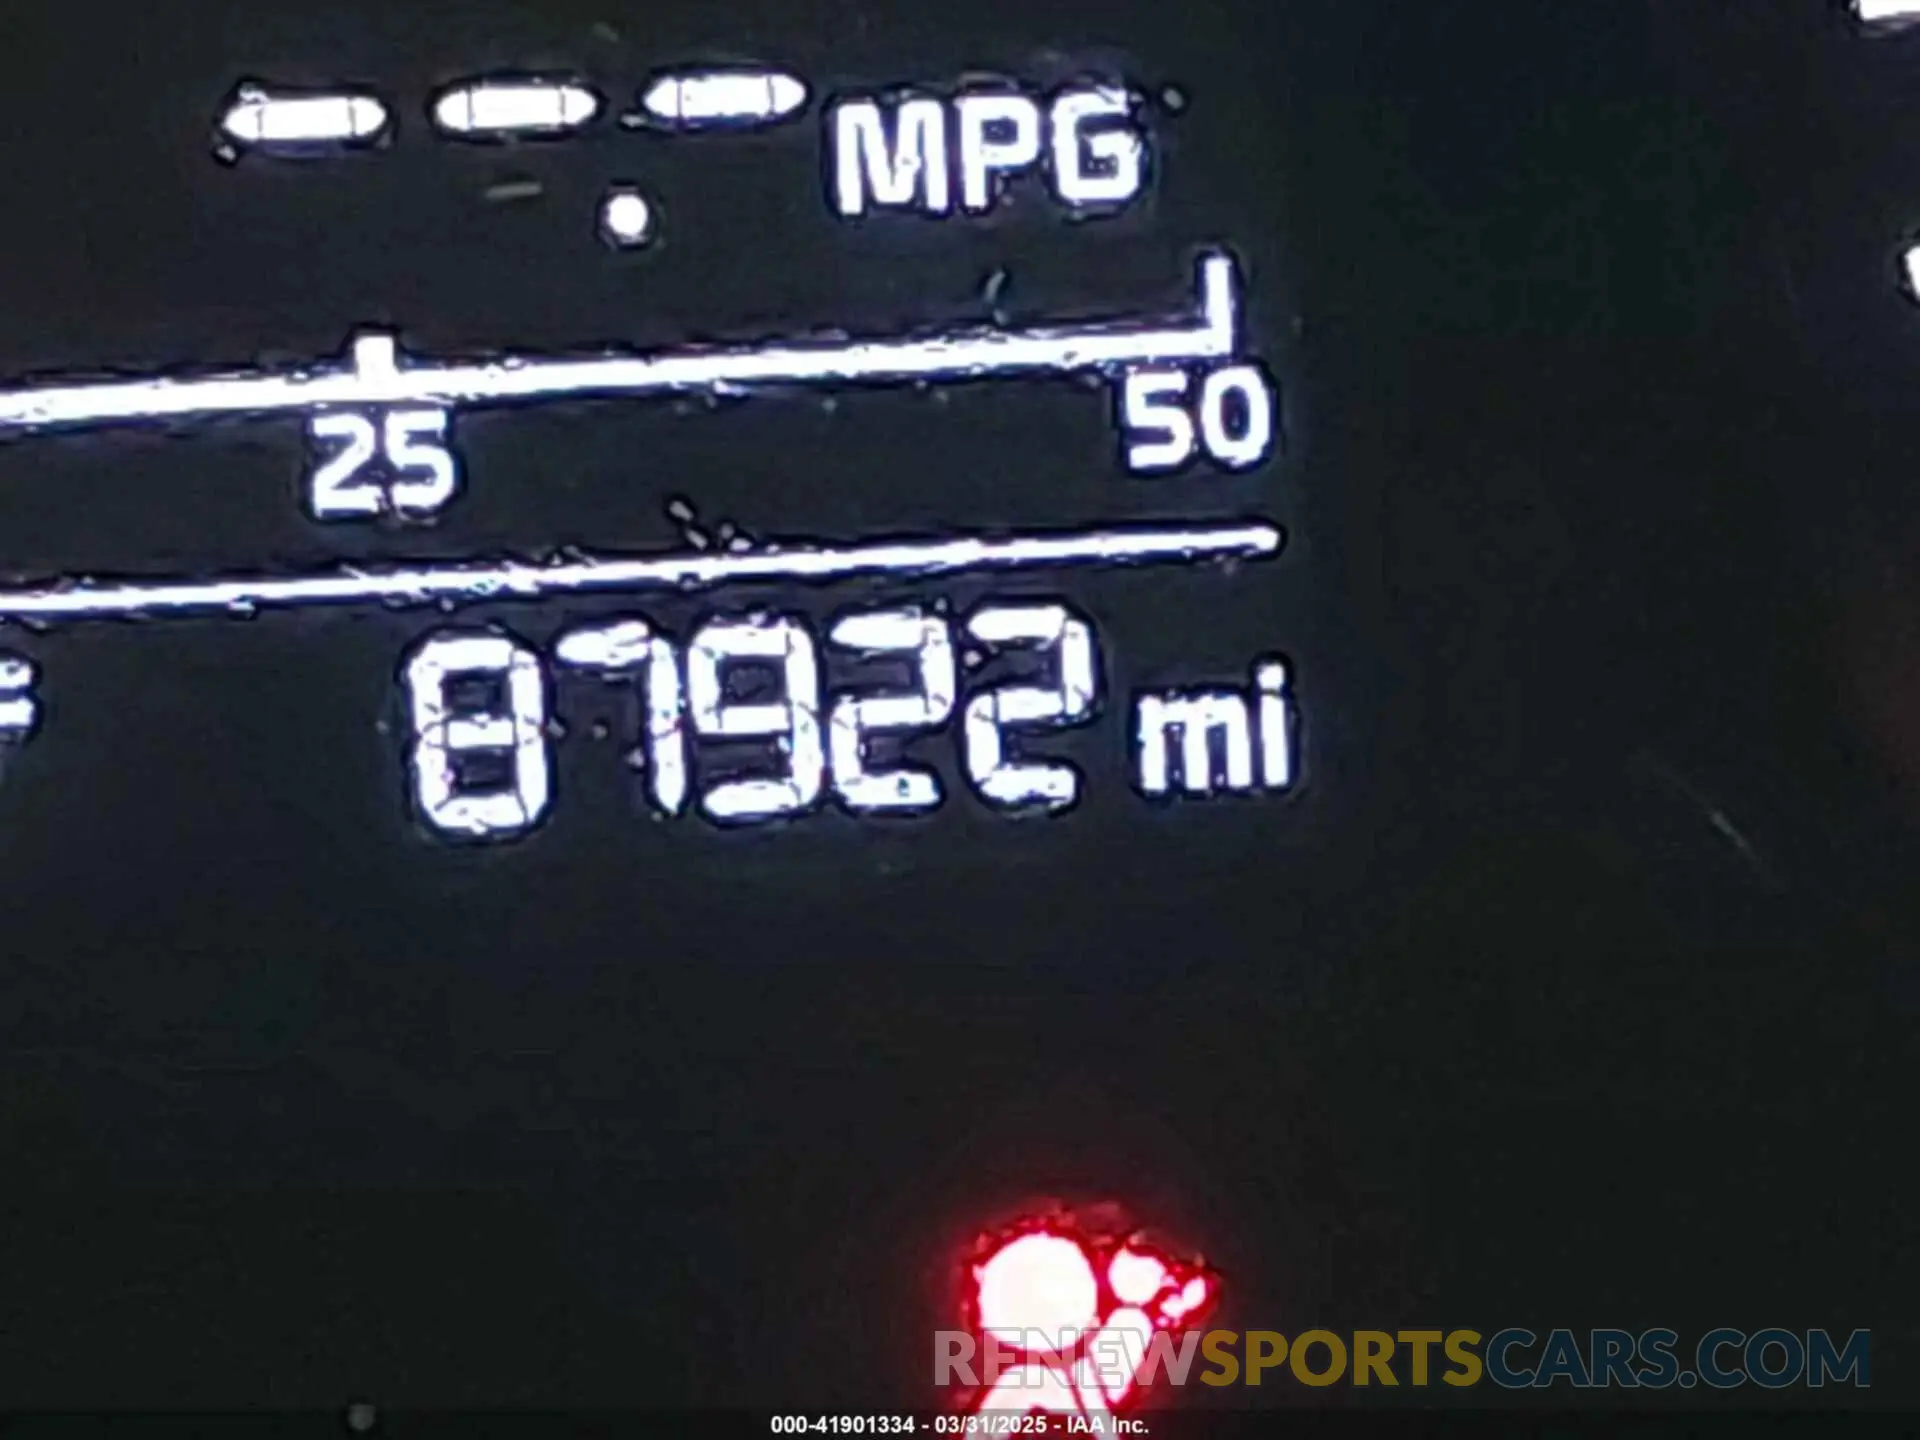 --- MPG
25 50
87922 mi
RENEWSPORTSCARS.COM
000-41901334 - 03/31/2025 - IAA Inc.